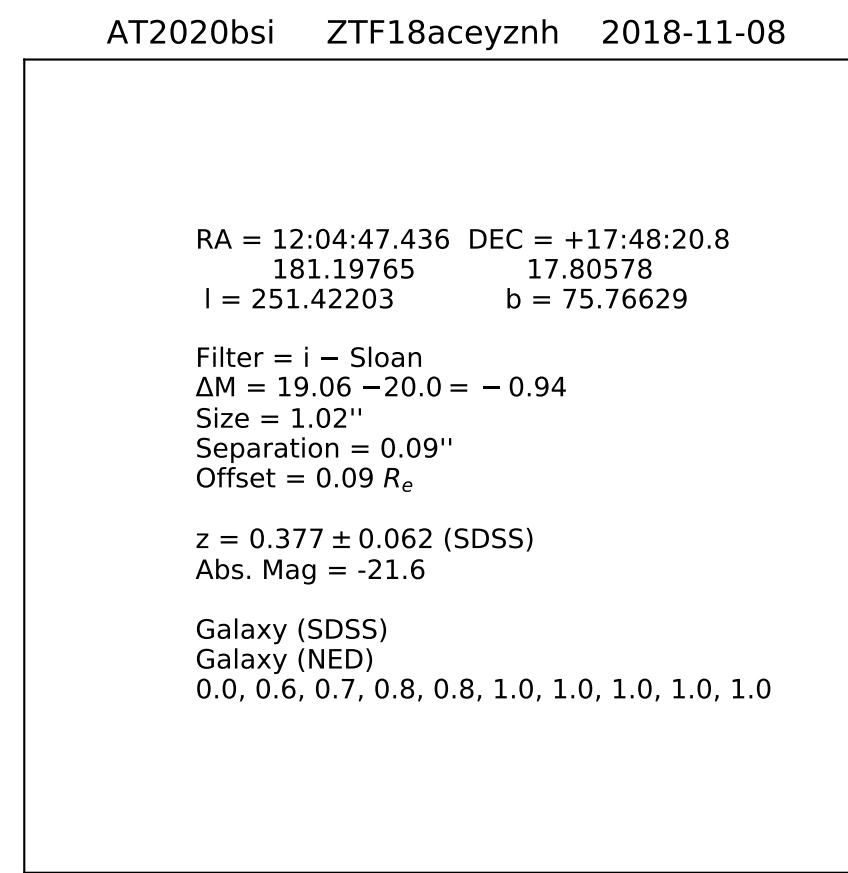 AT2020bsi ZTF18aceyznh 2018-11-08
RA = 12:04:47.436 DEC = +17:48:20.8
181.19765 17.80578
l = 251.42203 b = 75.76629
Filter = i − Sloan
ΔM = 19.06 −20.0 = − 0.94
Size = 1.02''
Separation = 0.09''
Offset = 0.09 Rₑ
z = 0.377 ± 0.062 (SDSS)
Abs. Mag = -21.6
Galaxy (SDSS)
Galaxy (NED)
0.0, 0.6, 0.7, 0.8, 0.8, 1.0, 1.0, 1.0, 1.0, 1.0